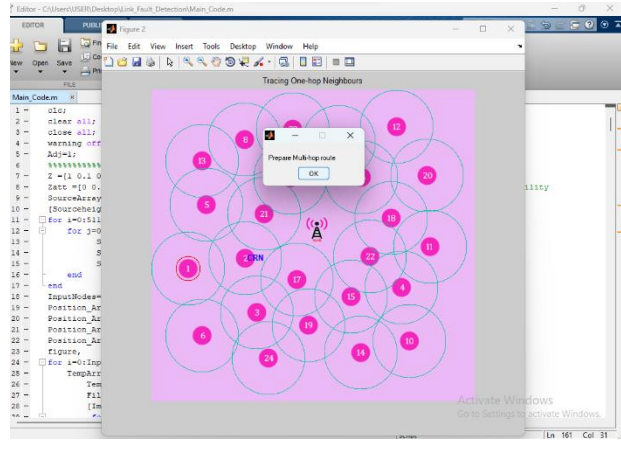 Editor - C:\Users\USER\Desktop\Link_Fault_Detection\Main_Code.m
EDITOR
PUBL
Figure 2
File Edit View Insert Tools Desktop Window Help
New Open Save
FILE
Main_Code.m
Tracing One-hop Neighbours
1 - clc;
2 - clear all;
3 - close all;
4 - warning off
5 - Adj=1;
6 - %%%%%%%%%%
7 - Z =[1 0.1 0
8 - Zatt =[0 0.
ility
9 - SourceArray
10 - [Sourceheig
11 - for i=0:511
12 - for j=0
13 - S
14 - S
15 - S
16 - end
17 - end
18 - InputNodes=
19 - Position_Ar
20 - Position_Ar
21 - Position_Ar
22 - Position_Ar
23 - figure,
24 - for i=0:Inp
25 - TempArr
26 - Tem
27 - Fil
28 - [Im
Prepare Multi-hop route
OK
8
12
13
20
5
21
18
11
1
CRN
22
17
4
15
3
19
6
10
14
24
Activate Windows
Go to Settings to activate Windows.
Ln 161 Col 31